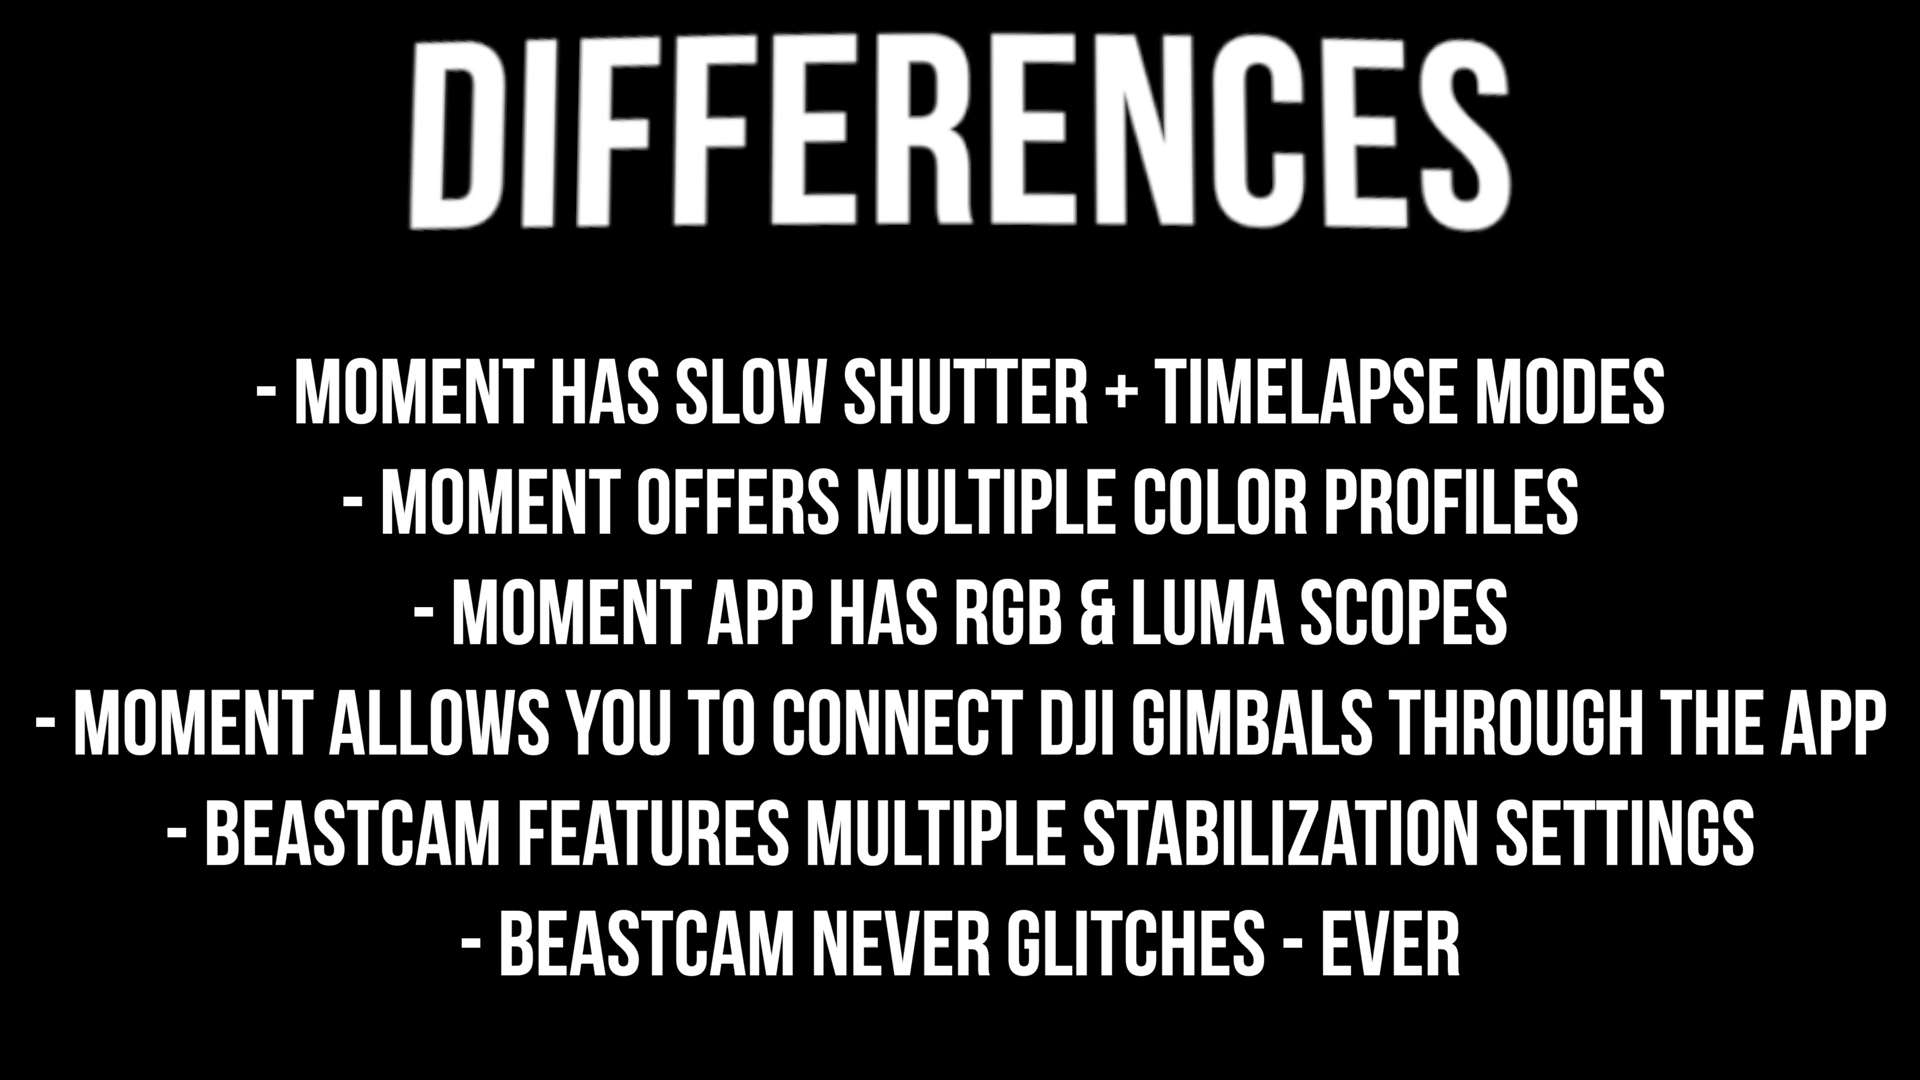 DIFFERENCES
- MOMENT HAS SLOW SHUTTER + TIMELAPSE MODES
- MOMENT OFFERS MULTIPLE COLOR PROFILES
- MOMENT APP HAS RGB & LUMA SCOPES
- MOMENT ALLOWS YOU TO CONNECT DJI GIMBALS THROUGH THE APP
- BEASTCAM FEATURES MULTIPLE STABILIZATION SETTINGS
- BEASTCAM NEVER GLITCHES - EVER